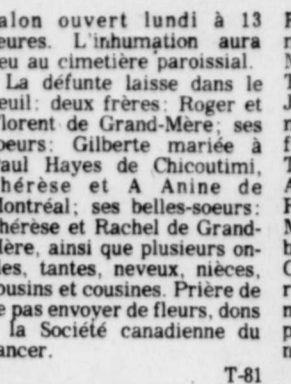 alon ouvert lundi à 13
eures. L'inhumation aura
eu au cimetière paroissial.
La défunte laisse dans le
euil: deux frères: Roger et
lorent de Grand-Mère; ses
oeurs: Gilberte mariée à
aul Hayes de Chicoutimi,
hérèse et A Anine de
Montréal; ses belles-soeurs:
hérèse et Rachel de Grand-
Mère, ainsi que plusieurs on-
les, tantes, neveux, nièces,
ousins et cousines. Prière de
e pas envoyer de fleurs, dons
la Société canadienne du
ancer.
T-81